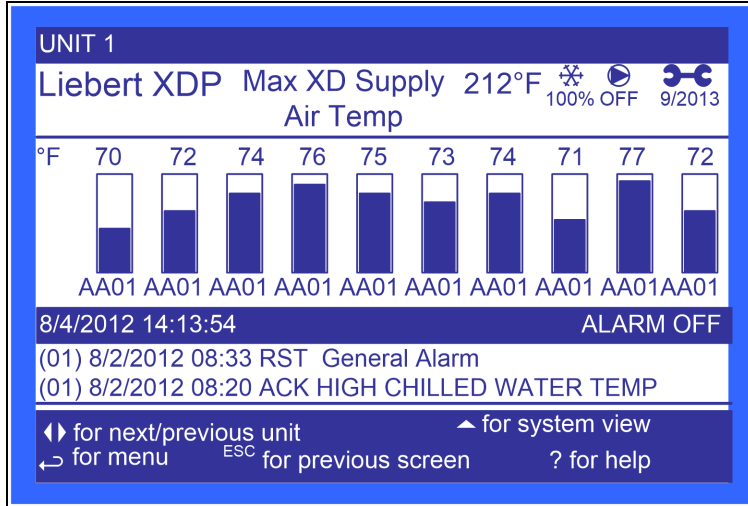 UNIT 1
Liebert XDP Max XD Supply 212°F 100% OFF 9/2013
Air Temp
°F 70 72 74 76 75 73 74 71 77 72
AA01 AA01 AA01 AA01 AA01 AA01 AA01 AA01 AA01 AA01
8/4/2012 14:13:54 ALARM OFF
(01) 8/2/2012 08:33 RST General Alarm
(01) 8/2/2012 08:20 ACK HIGH CHILLED WATER TEMP
for next/previous unit for system view
for menu ESC for previous screen ? for help